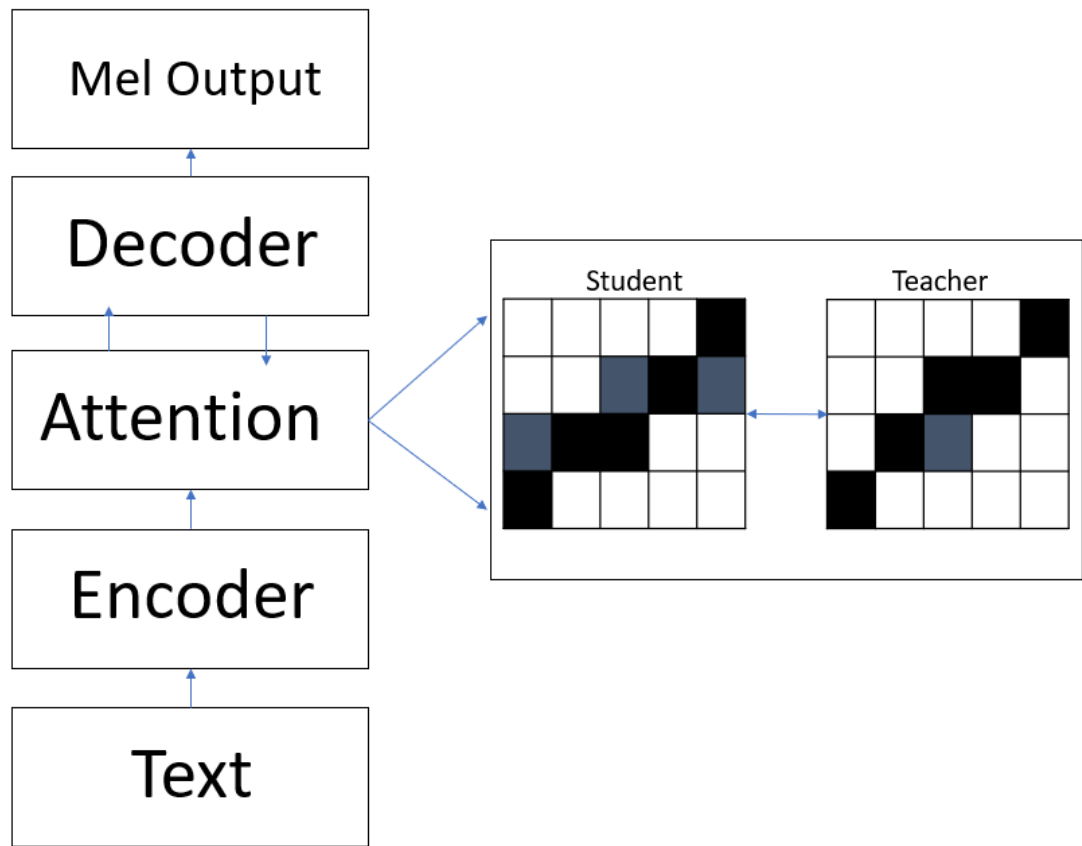 Mel Output
Decoder
Attention
Encoder
Text
Student
Teacher